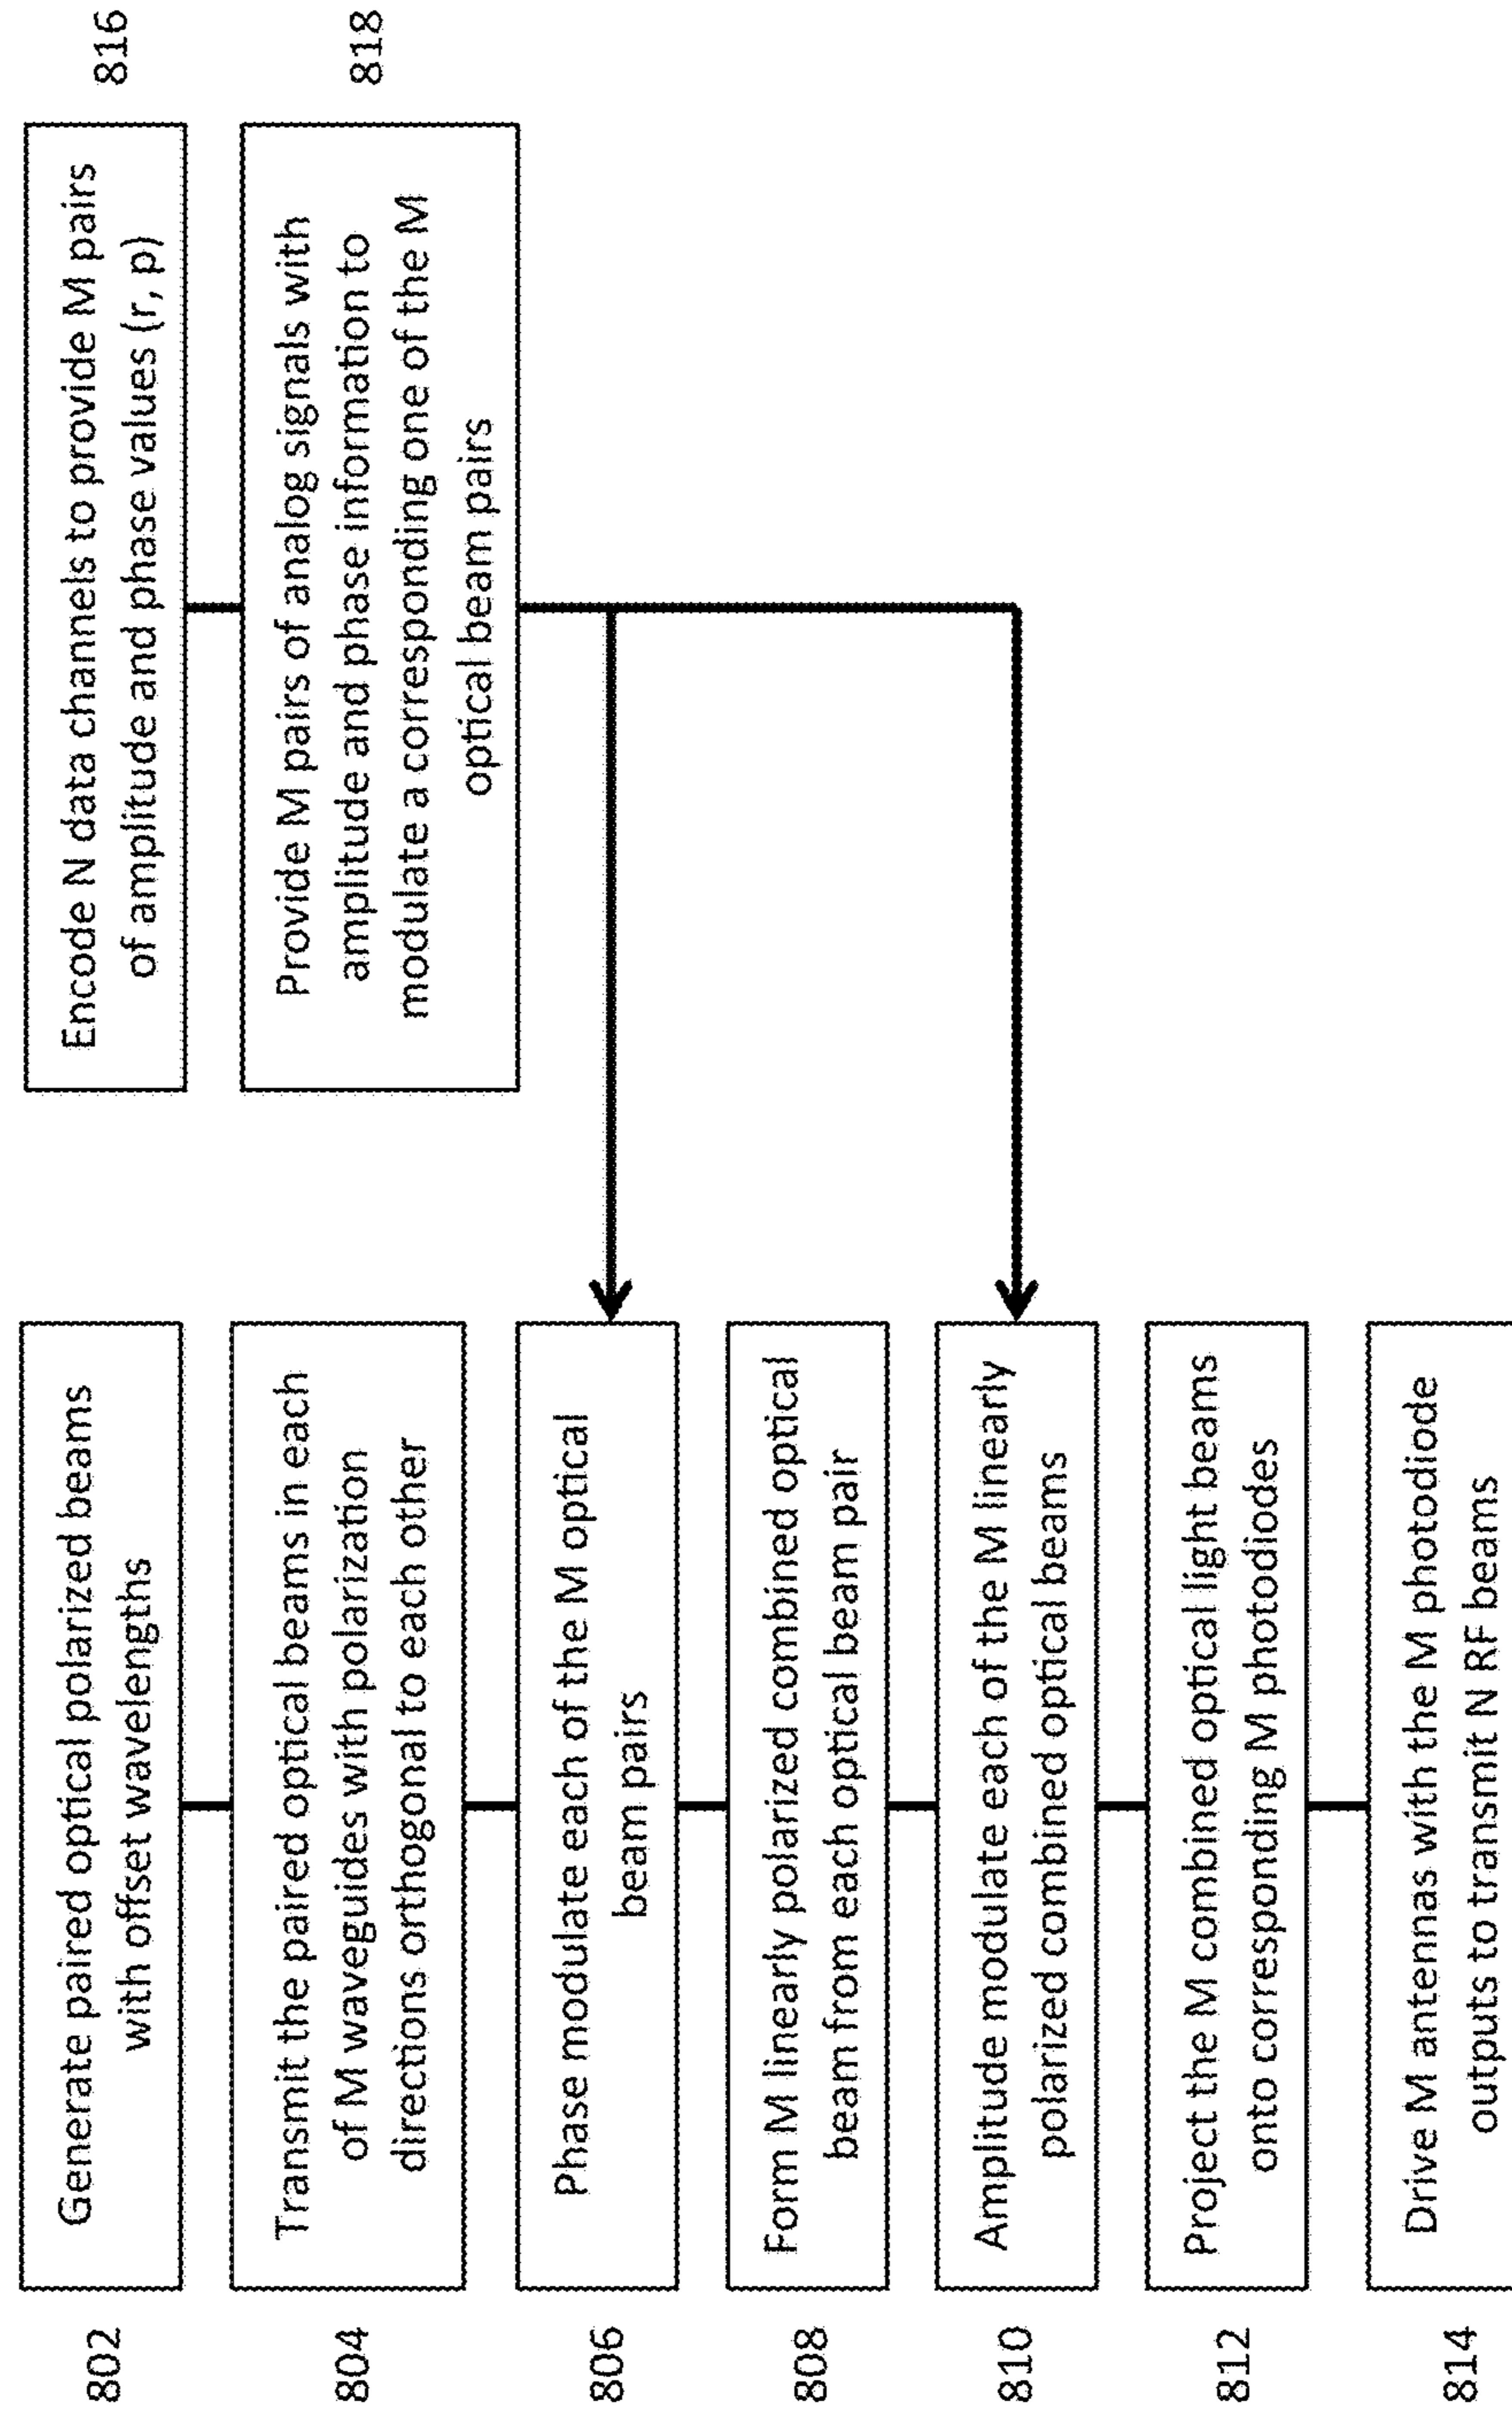 802
Generate paired optical polarized beams
with offset wavelengths
804
Transmit the paired optical beams in each
of M waveguides with polarization
directions orthogonal to each other
806
Phase modulate each of the M optical
beam pairs
808
Form M linearly polarized combined optical
beam from each optical beam pair
810
Amplitude modulate each of the M linearly
polarized combined optical beams
812
Project the M combined optical light beams
onto corresponding M photodiodes
814
Drive M antennas with the M photodiode
outputs to transmit N RF beams
Encode N data channels to provide M pairs
of amplitude and phase values (r, p)
816
Provide M pairs of analog signals with
amplitude and phase information to
modulate a corresponding one of the M
optical beam pairs
818